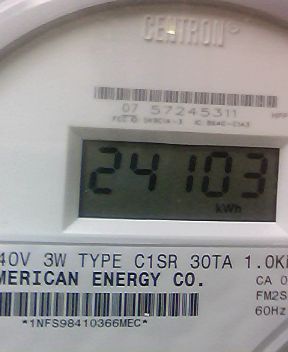 CENTRON®
07 57245311
24103
kWh
40V 3W TYPE C1SR 30TA 1.0K
MERICAN ENERGY CO.
CA 0
FM2S
60Hz
*1NFS98410366MEC*